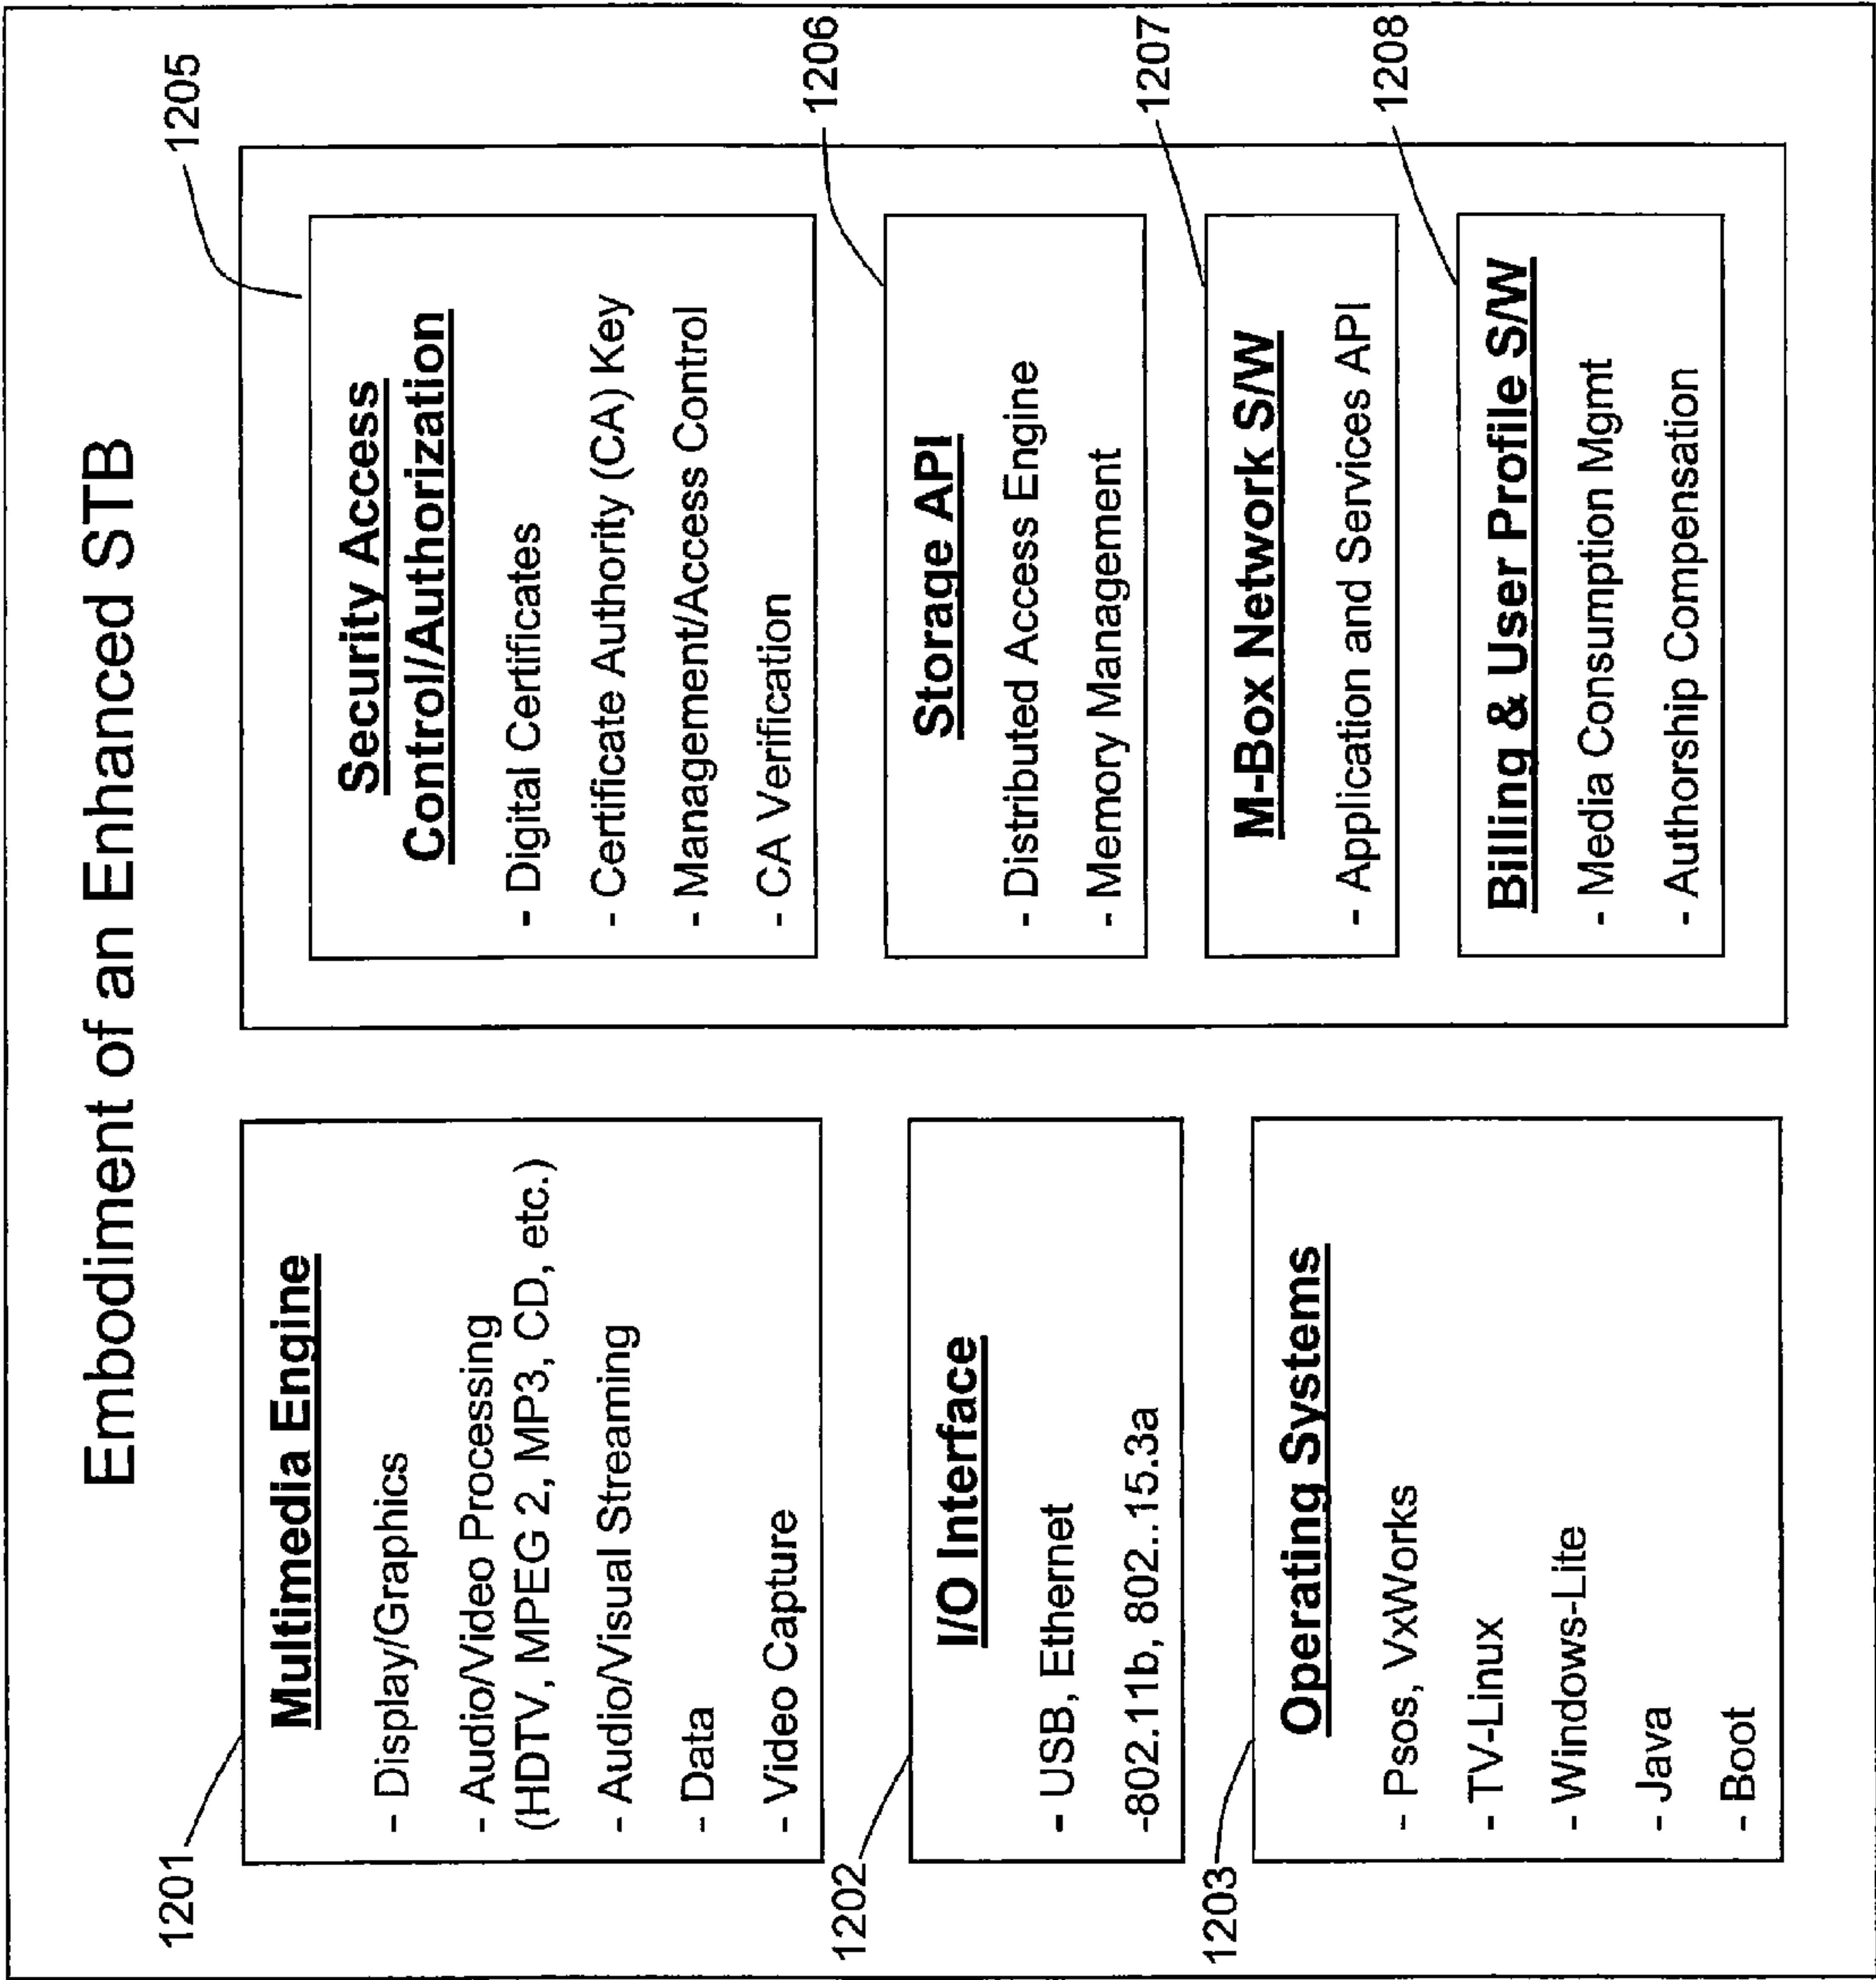 Embodiment of an Enhanced STB
1201
Multimedia Engine
- Display/Graphics
- Audio/Video Processing
(HDTV, MPEG 2, MP3, CD, etc.)
- Audio/Visual Streaming
- Data
- Video Capture
1202
I/O Interface
- USB, Ethernet
-802.11b, 802..15.3a
1203
Operating Systems
- Psos, VxWorks
- TV-Linux
- Windows-Lite
- Java
- Boot
1205
Security Access
Control/Authorization
- Digital Certificates
- Certificate Authority (CA) Key
- Management/Access Control
- CA Verification
1206
Storage API
- Distributed Access Engine
- Memory Management
1207
M-Box Network S/W
- Application and Services API
1208
Billing & User Profile S/W
- Media Consumption Mgmt
- Authorship Compensation